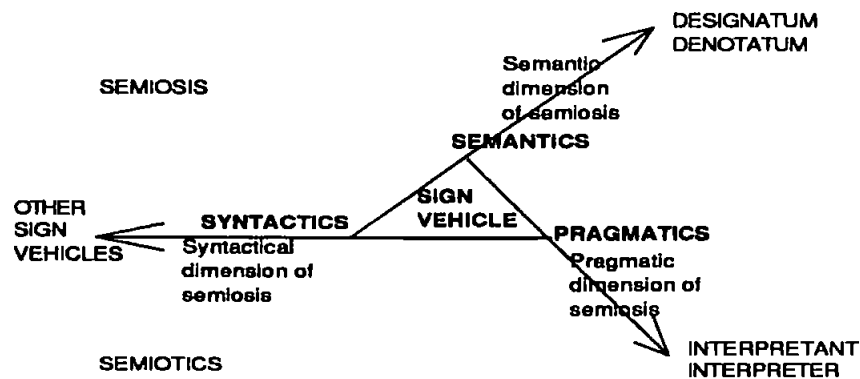 DESIGNATUM
DENOTATUM
Semantic
dimension
of semiosis
SEMIOSIS
SEMANTICS
SIGN
VEHICLE
OTHER
SIGN
VEHICLES
SYNTACTICS
Syntactical
dimension of
semiosis
PRAGMATICS
Pragmatic
dimension of
semiosis
SEMIOTICS
INTERPRETANT
INTERPRETER